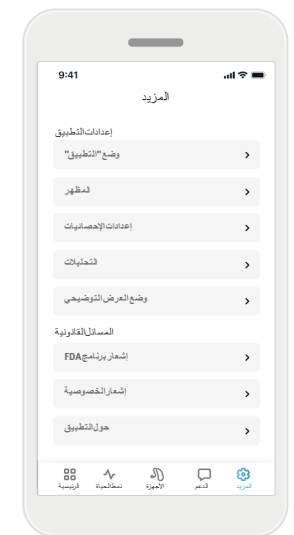 9:41
المزيد
إعدادات التطبيق
وضع "التطبيق"
المظهر
إعدادات الإحصائيات
التحليلات
وضع العرض التوضيحي
المسائل القانونية
إشعار برنامج FDA
إشعار الخصوصية
حول التطبيق
الرئيسية نمط الحياة الأجهزة الدعم المزيد